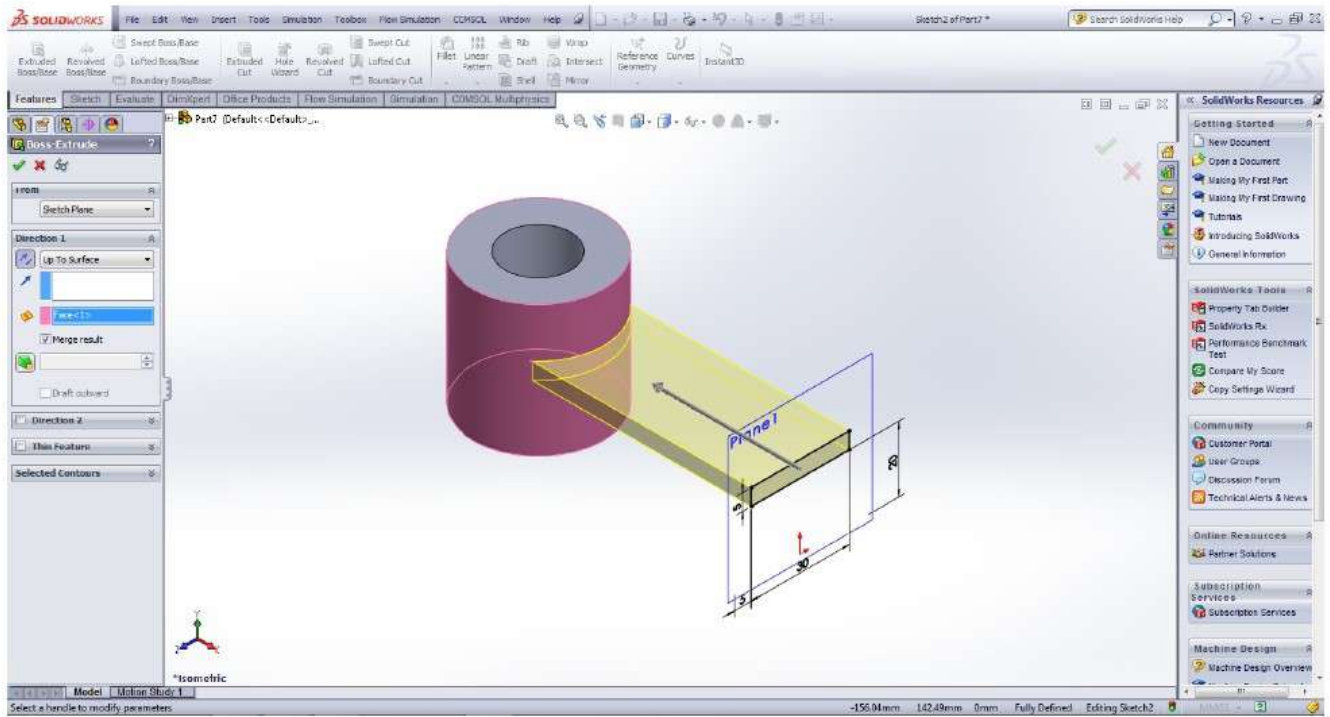 SOLIDWORKS File Edit View Insert Tools Simulation Toolbox Flow Simulation COMSOL Window Help Sketch2 of Part7 * Search SolidWorks Help
Extruded Boss/Base
Revolved Boss/Base
Swept Boss/Base
Lofted Boss/Base
Boundary Boss/Base
Extruded Cut
Hole Wizard
Revolved Cut
Swept Cut
Lofted Cut
Boundary Cut
Fillet
Linear Pattern
Rib
Draft
Shell
Wrap
Intersect
Mirror
Reference Geometry
Curves
Instant3D
Features Sketch Evaluate DimXpert Office Products Flow Simulation Simulation COMSOL Multiphysics
Part7 (Default<<Default>_...
Boss-Extrude ?
From
Sketch Plane
Direction 1
Up To Surface
Face<1>
Merge result
Draft outward
Direction 2
Thin Feature
Selected Contours
Plane1
20
5
30
5
Y
*Isometric
SolidWorks Resources
Getting Started
New Document
Open a Document
Making My First Part
Making My First Drawing
Tutorials
Introducing SolidWorks
General Information
SolidWorks Tools
Property Tab Builder
SolidWorks Rx
Performance Benchmark
Test
Compare My Score
Copy Settings Wizard
Community
Customer Portal
User Groups
Discussion Forum
Technical Alerts & News
Online Resources
Partner Solutions
Subscription
Services
Subscription Services
Machine Design
Machine Design Overview
Model Motion Study 1
Select a handle to modify parameters -156.04mm 142.49mm 0mm Fully Defined Editing Sketch2 MMGS